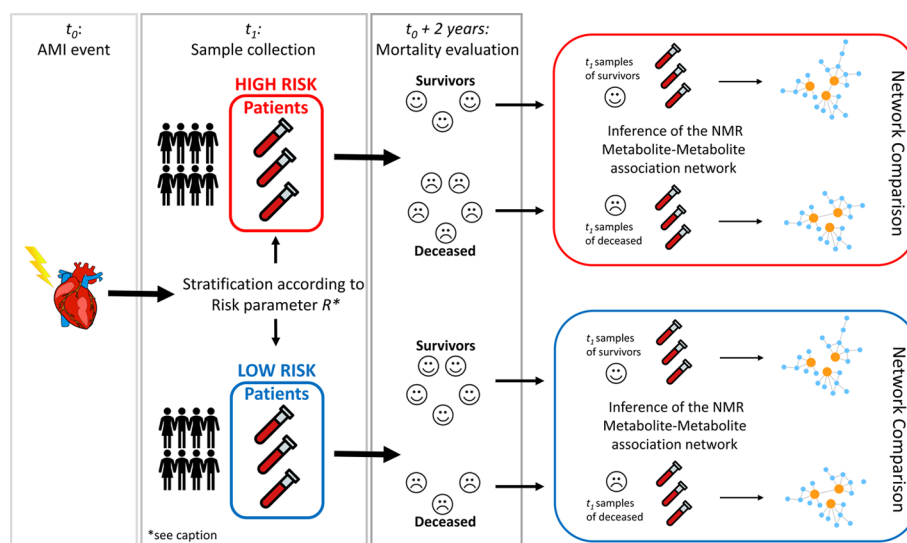 t0:
AMI event
t1:
Sample collection
t0 + 2 years:
Mortality evaluation
HIGH RISK
Patients
Stratification according to
Risk parameter R*
LOW RISK
Patients
*see caption
Survivors
Deceased
Survivors
Deceased
t1 samples
of survivors
Inference of the NMR
Metabolite-Metabolite
association network
t1 samples
of deceased
Network Comparison
t1 samples
of survivors
Inference of the NMR
Metabolite-Metabolite
association network
t1 samples
of deceased
Network Comparison